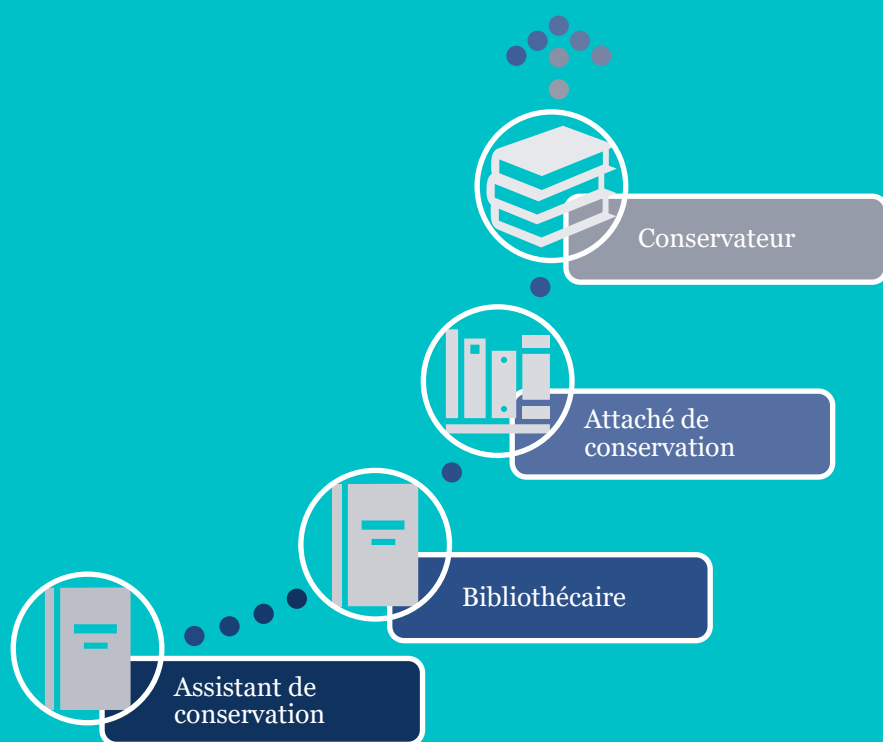 Conservateur
Attaché de
conservation
Bibliothécaire
Assistant de
conservation